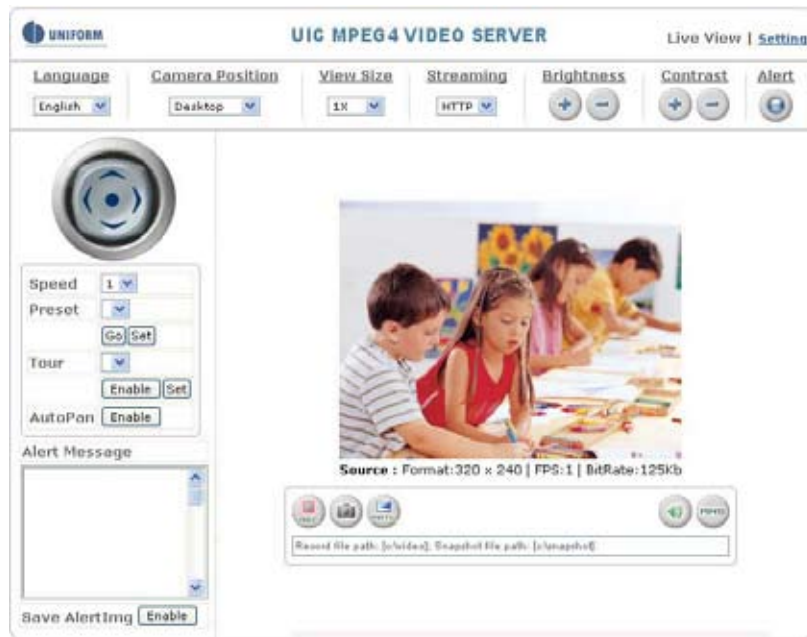 UNIFORM
UIC MPEG4 VIDEO SERVER
Live View | Setting
Language Camera Position View Size Streaming Brightness Contrast Alert
English Desktop 1X HTTP
Speed 1
Preset
Go Set
Tour
Enable Set
AutoPan Enable
Alert Message
Source : Format:320 x 240 | FPS:1 | BitRate:125Kb
Record file path: [c:\video]; Snapshot file path: [c:\snapshot]
Save AlertImg Enable